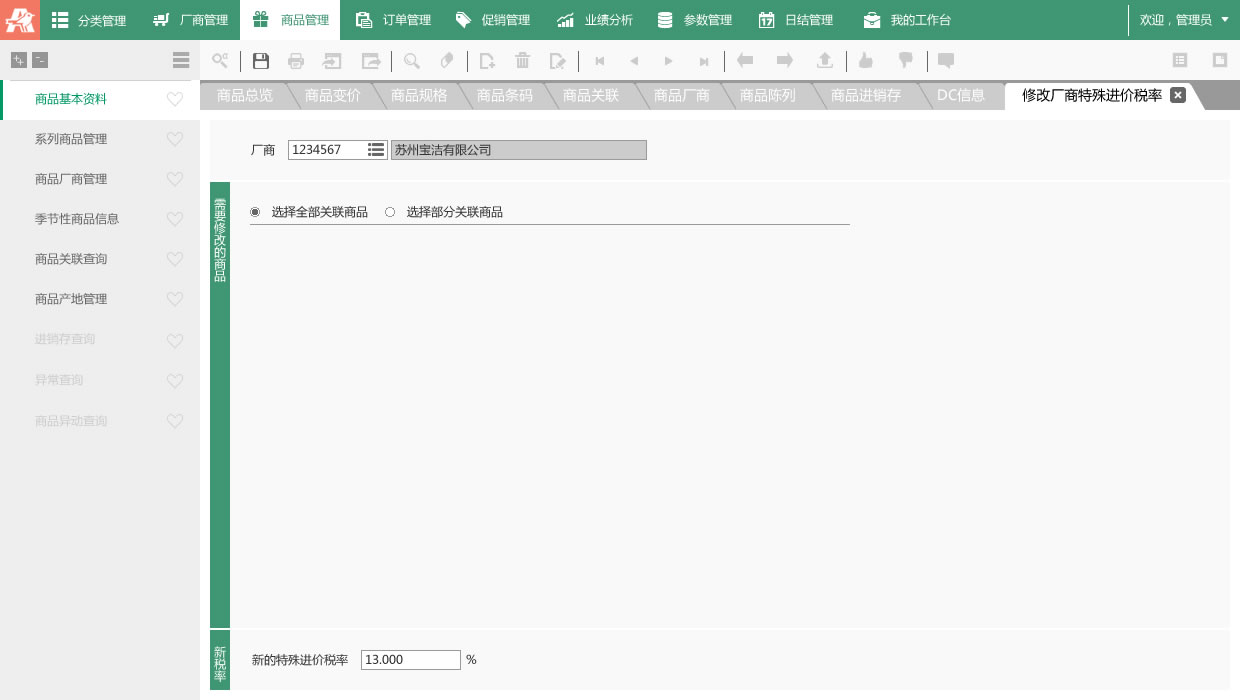 分类管理 厂商管理 商品管理 订单管理 促销管理 业绩分析 参数管理 日结管理 我的工作台 欢迎，管理员
商品总览 商品变价 商品规格 商品条码 商品关联 商品厂商 商品陈列 商品进销存 DC信息 修改厂商特殊进价税率
商品基本资料
系列商品管理
商品厂商管理
季节性商品信息
商品关联查询
商品产地管理
进销存查询
异常查询
商品异动查询
厂商 1234567 苏州宝洁有限公司
需要修改的商品
选择全部关联商品 选择部分关联商品
新税率
新的特殊进价税率 13.000 %